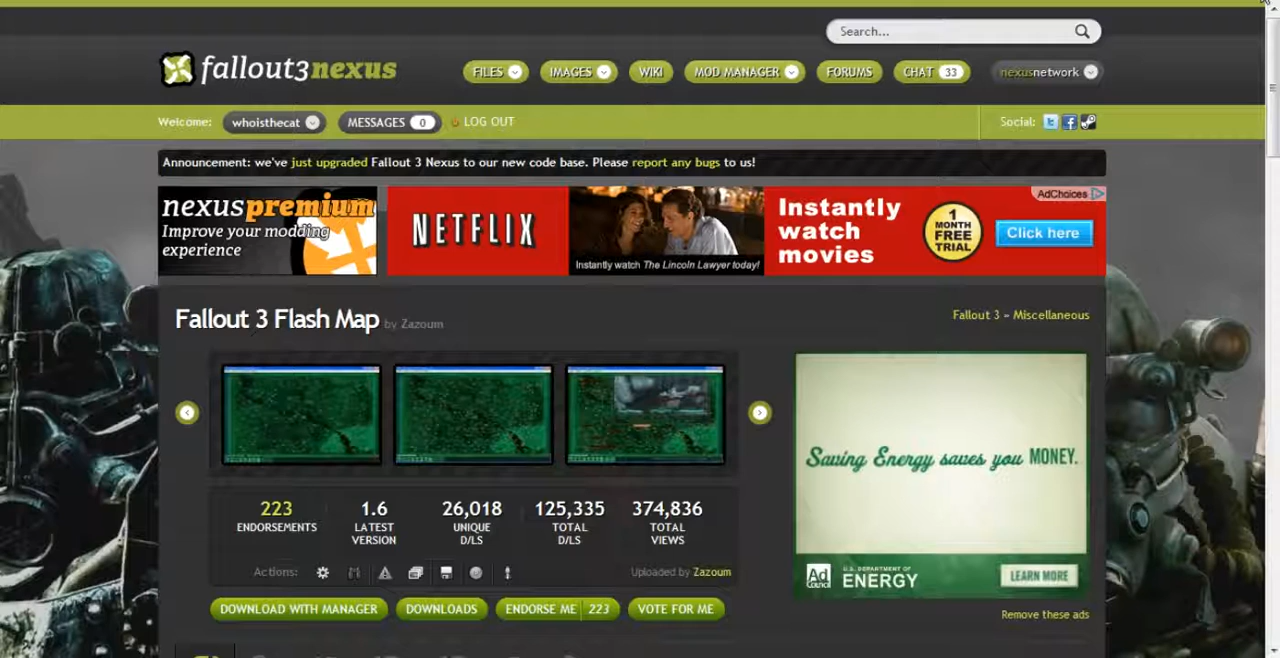 Search...
fallout3nexus
FILES
IMAGES
WIKI
MOD MANAGER
FORUMS
CHAT 33
nexusnetwork
Welcome:
whoisthecat
MESSAGES 0
LOG OUT
Social:
Announcement: we've just upgraded Fallout 3 Nexus to our new code base. Please report any bugs to us!
nexuspremium
Improve your modding
experience
NETFLIX
Instantly watch The Lincoln Lawyer today!
Instantly
watch
movies
1
MONTH
FREE
TRIAL
AdChoices
Click here
Fallout 3 Flash Map by Zazoum
Fallout 3 » Miscellaneous
Saving Energy saves you MONEY.
Ad
Council
U.S. DEPARTMENT OF
ENERGY
LEARN MORE
Remove these ads
223
ENDORSEMENTS
1.6
LATEST
VERSION
26,018
UNIQUE
D/LS
125,335
TOTAL
D/LS
374,836
TOTAL
VIEWS
Actions:
Uploaded by Zazoum
DOWNLOAD WITH MANAGER
DOWNLOADS
ENDORSE ME 223
VOTE FOR ME